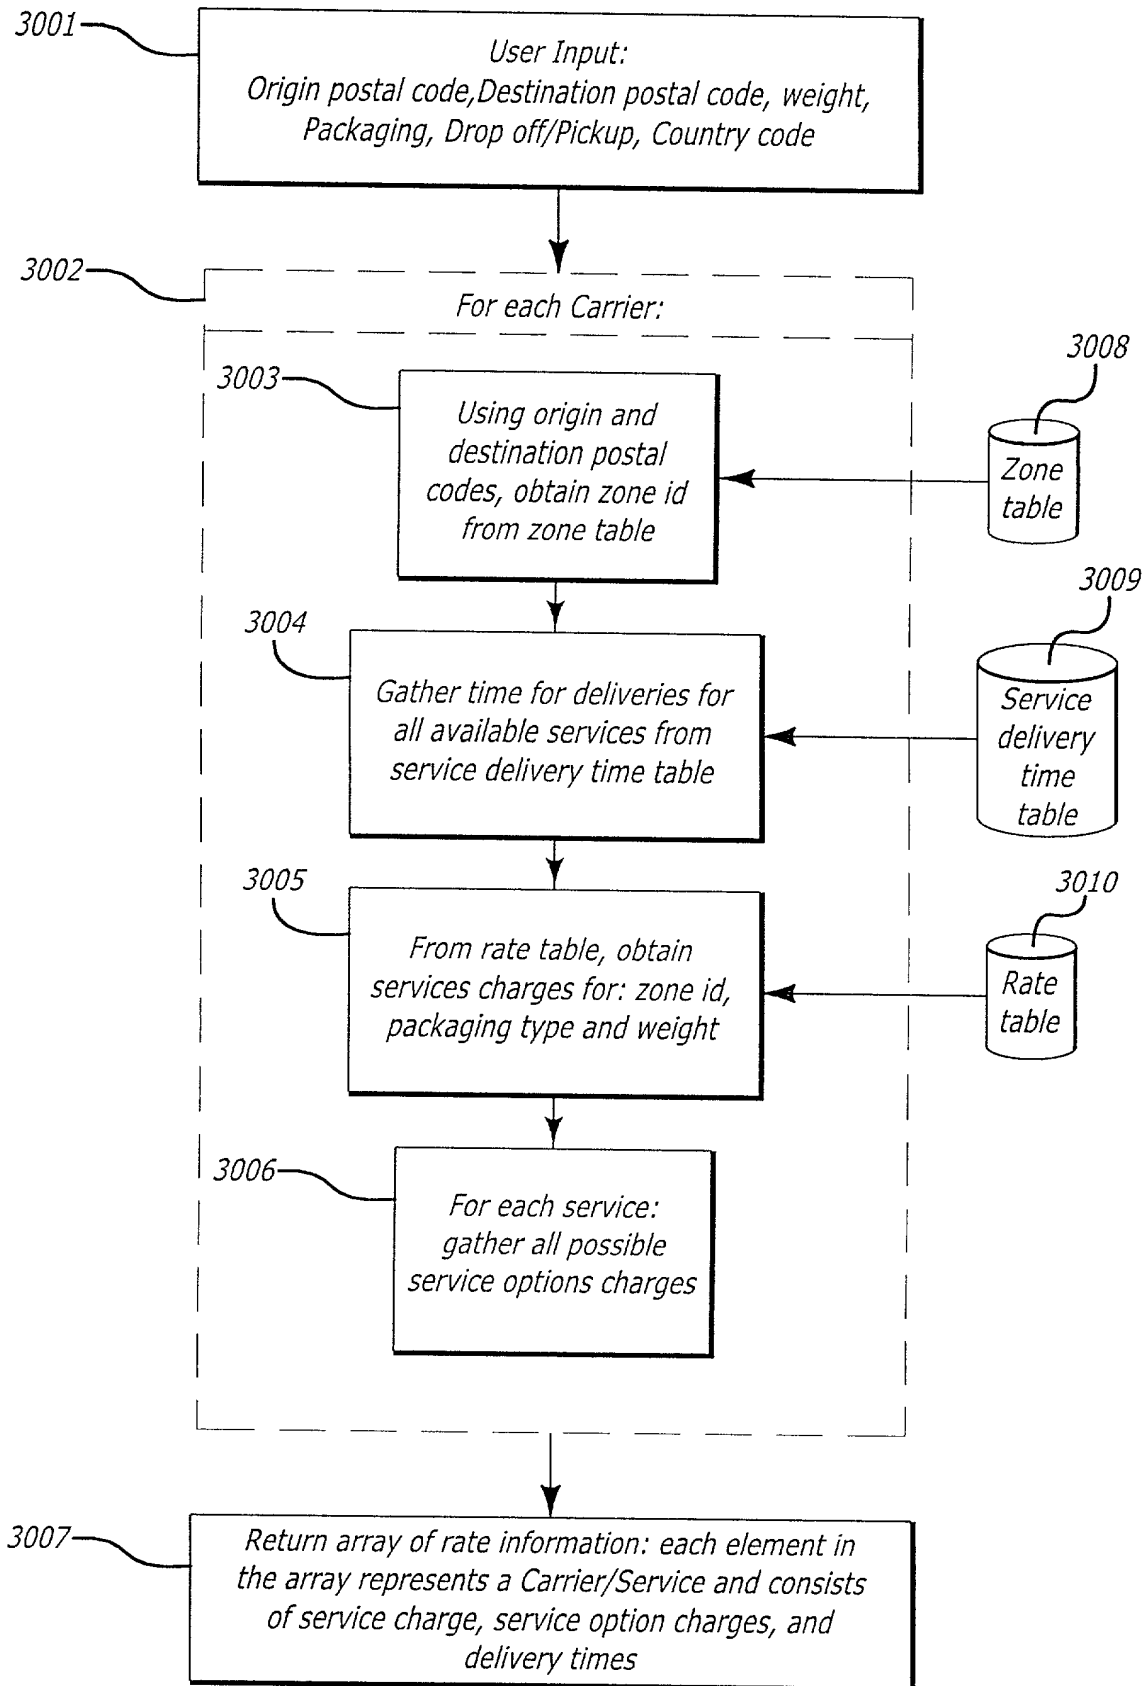 3001
User Input:
Origin postal code,Destination postal code, weight,
Packaging, Drop off/Pickup, Country code
3002
For each Carrier:
3003
Using origin and
destination postal
codes, obtain zone id
from zone table
3008
Zone
table
3004
Gather time for deliveries for
all available services from
service delivery time table
3009
Service
delivery
time
table
3005
From rate table, obtain
services charges for: zone id,
packaging type and weight
3010
Rate
table
3006
For each service:
gather all possible
service options charges
3007
Return array of rate information: each element in
the array represents a Carrier/Service and consists
of service charge, service option charges, and
delivery times